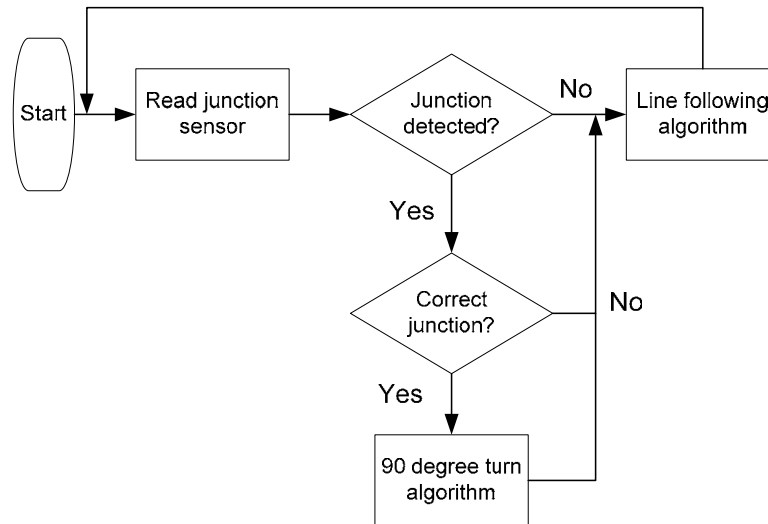 Start
Read junction
sensor
Junction
detected?
No
Line following
algorithm
Yes
Correct
junction?
No
Yes
90 degree turn
algorithm